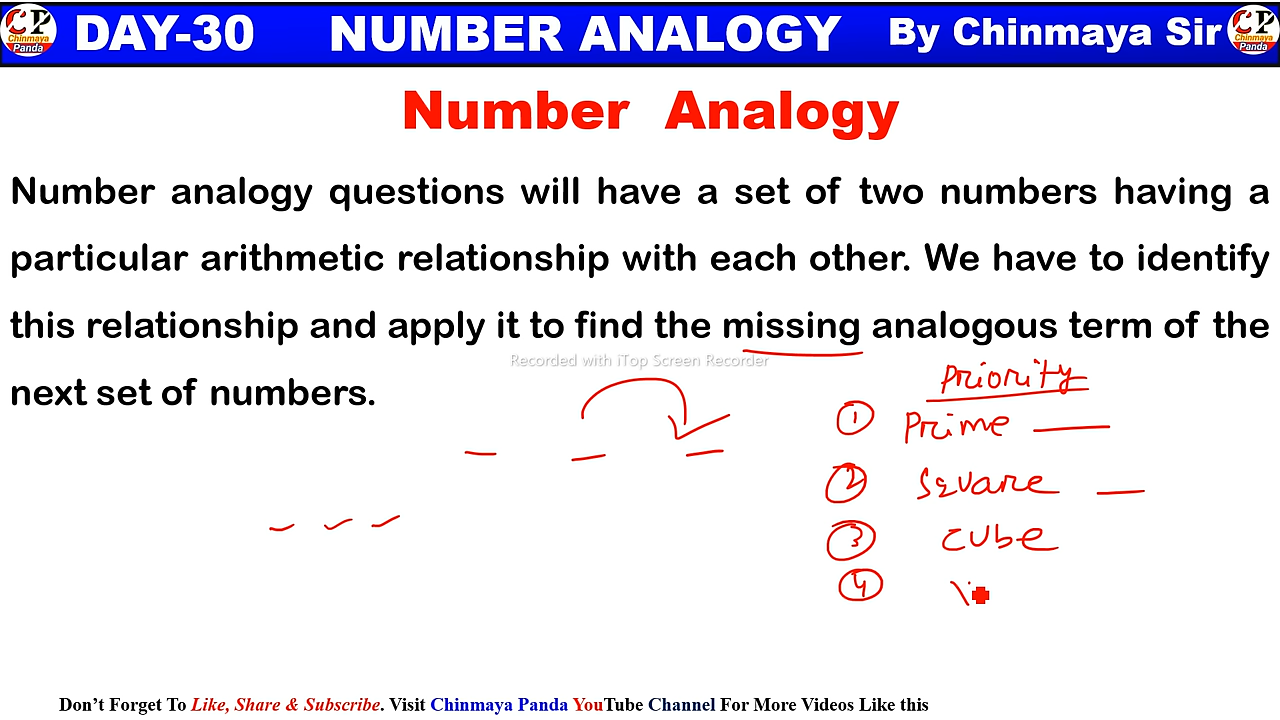 CP Chinmaya Panda
DAY-30 NUMBER ANALOGY By Chinmaya Sir
CP Chinmaya Panda
Number Analogy
Number analogy questions will have a set of two numbers having a
particular arithmetic relationship with each other. We have to identify
this relationship and apply it to find the missing analogous term of the
Recorded with iTop Screen Recorder
next set of numbers.
Priority
1 Prime
2 Square
3 cube
4
Don't Forget To Like, Share & Subscribe. Visit Chinmaya Panda YouTube Channel For More Videos Like this